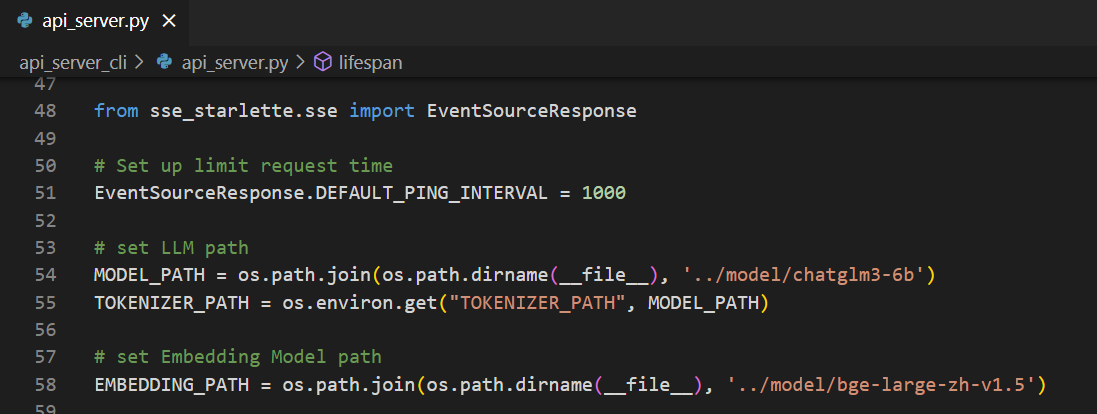 api_server.py
api_server_cli > api_server.py > lifespan
47
48 from sse_starlette.sse import EventSourceResponse
49
50 # Set up limit request time
51 EventSourceResponse.DEFAULT_PING_INTERVAL = 1000
52
53 # set LLM path
54 MODEL_PATH = os.path.join(os.path.dirname(__file__), '../model/chatglm3-6b')
55 TOKENIZER_PATH = os.environ.get("TOKENIZER_PATH", MODEL_PATH)
56
57 # set Embedding Model path
58 EMBEDDING_PATH = os.path.join(os.path.dirname(__file__), '../model/bge-large-zh-v1.5')
59